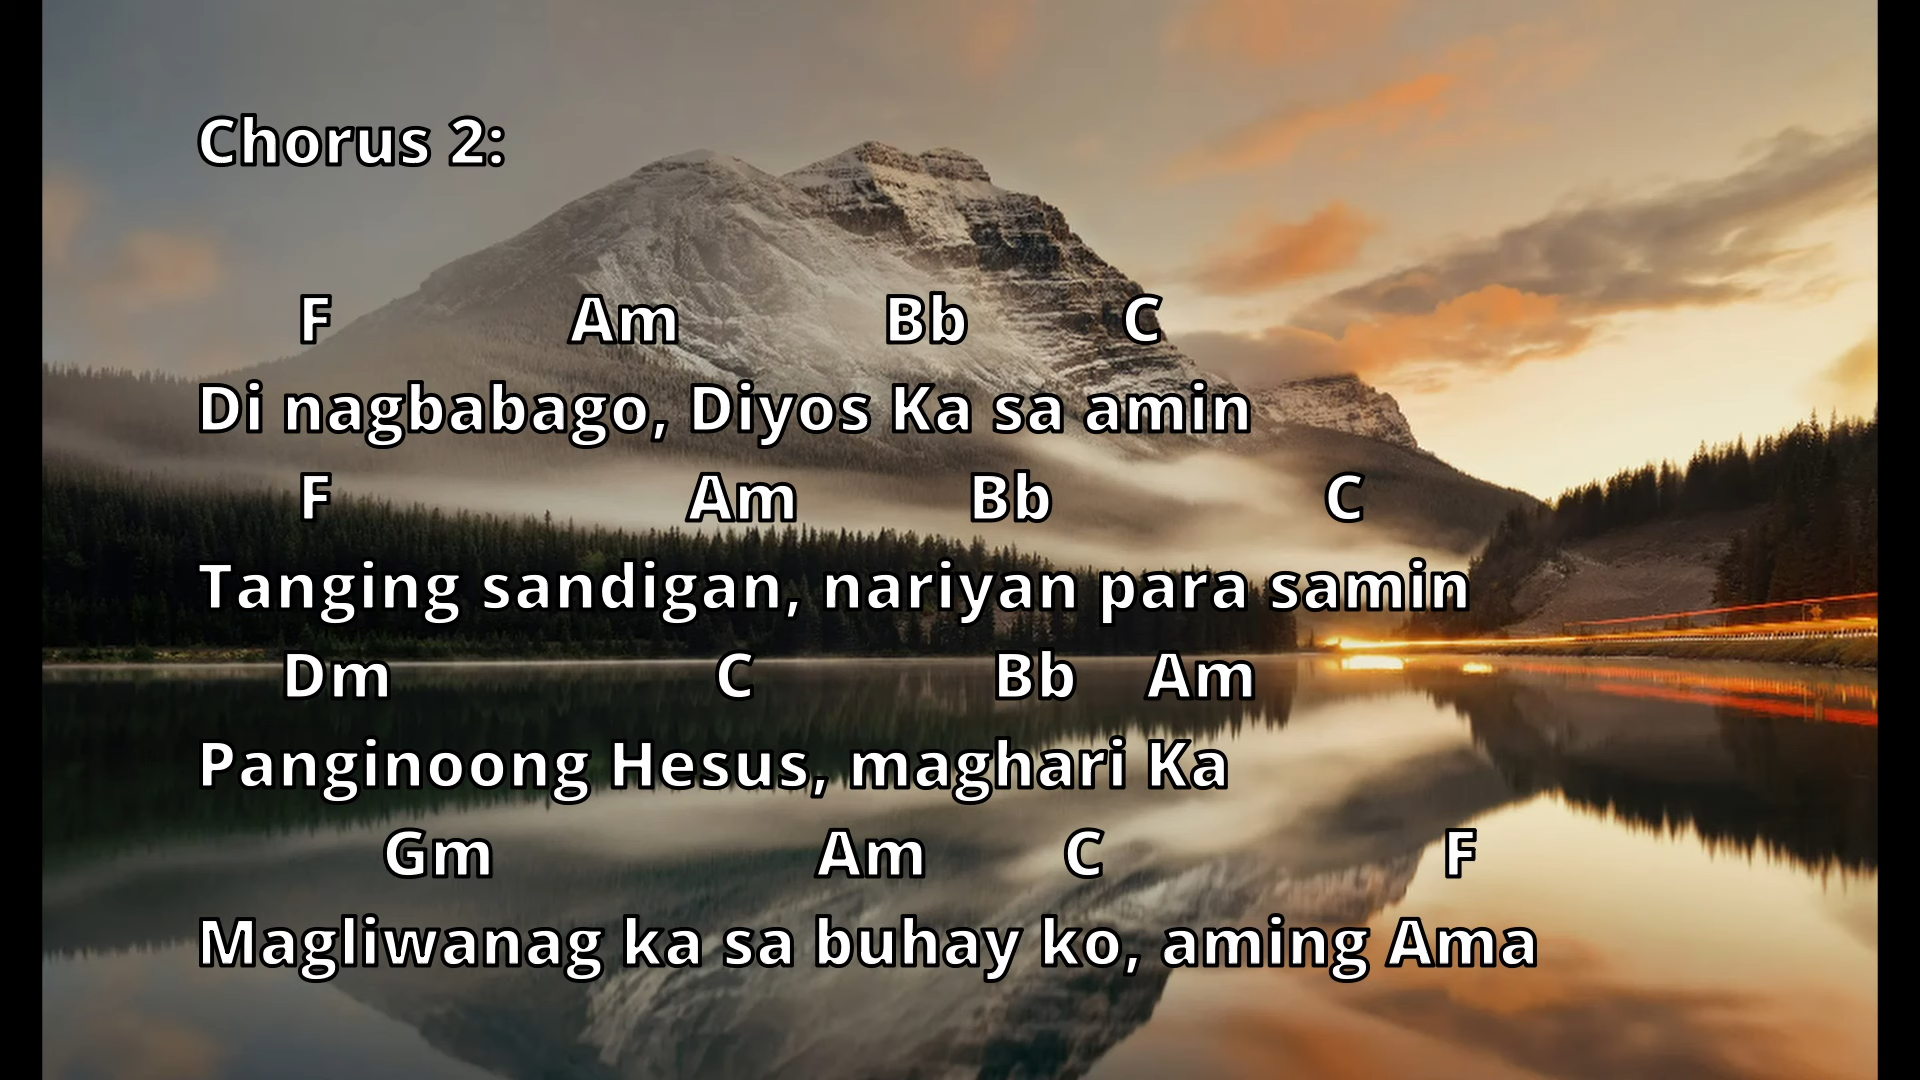 Chorus 2:
F Am Bb C
Di nagbabago, Diyos Ka sa amin
F Am Bb C
Tanging sandigan, nariyan para samin
Dm C Bb Am
Panginoong Hesus, maghari Ka
Gm Am C F
Magliwanag ka sa buhay ko, aming Ama